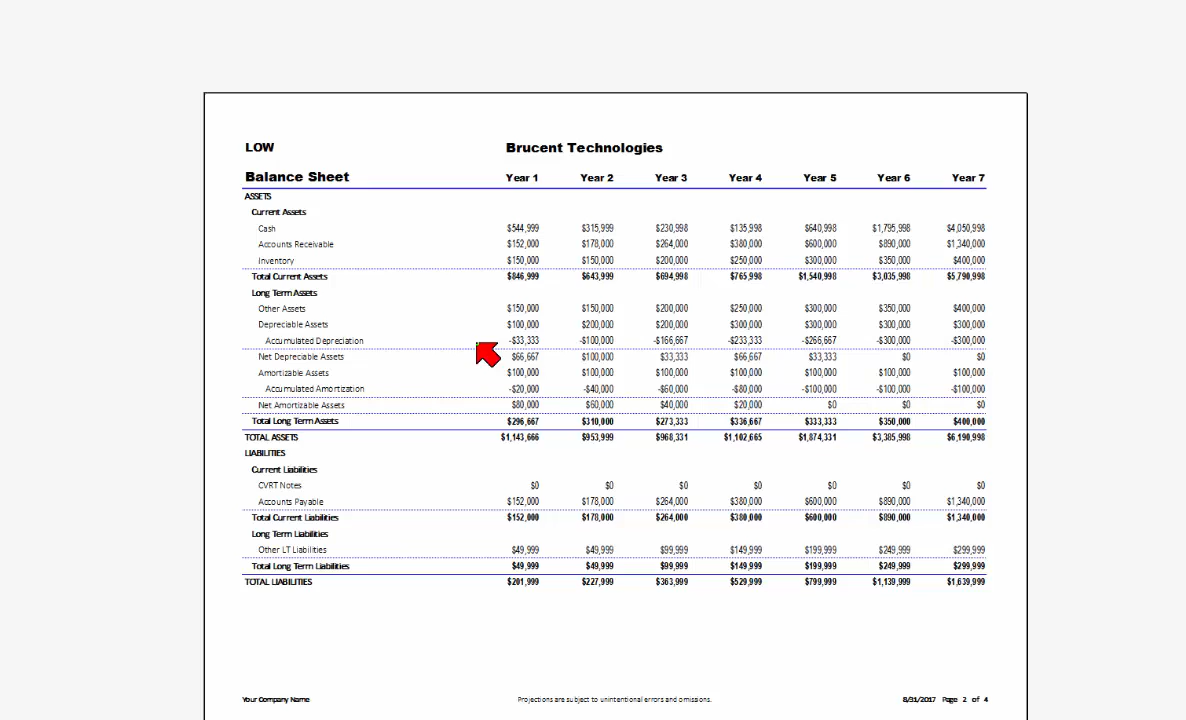 LOW Brucent Technologies
Balance Sheet Year 1 Year 2 Year 3 Year 4 Year 5 Year 6 Year 7
ASSETS
Current Assets
Cash $544,999 $315,999 $230,998 $135,998 $640,998 $1,795,998 $4,050,998
Accounts Receivable $152,000 $178,000 $264,000 $380,000 $600,000 $890,000 $1,340,000
Inventory $150,000 $150,000 $200,000 $250,000 $300,000 $350,000 $400,000
Total Current Assets $846,999 $643,999 $694,998 $765,998 $1,540,998 $3,035,998 $5,790,998
Long Term Assets
Other Assets $150,000 $150,000 $200,000 $250,000 $300,000 $350,000 $400,000
Depreciable Assets $100,000 $200,000 $200,000 $300,000 $300,000 $300,000 $300,000
Accumulated Depreciation -$33,333 -$100,000 -$166,667 -$233,333 -$266,667 -$300,000 -$300,000
Net Depreciable Assets $66,667 $100,000 $33,333 $66,667 $33,333 $0 $0
Amortizable Assets $100,000 $100,000 $100,000 $100,000 $100,000 $100,000 $100,000
Accumulated Amortization -$20,000 -$40,000 -$60,000 -$80,000 -$100,000 -$100,000 -$100,000
Net Amortizable Assets $80,000 $60,000 $40,000 $20,000 $0 $0 $0
Total Long Term Assets $296,667 $310,000 $273,333 $336,667 $333,333 $350,000 $400,000
TOTAL ASSETS $1,143,666 $953,999 $968,331 $1,102,665 $1,874,331 $3,385,998 $6,190,998
LIABILITIES
Current Liabilities
CVRT Notes $0 $0 $0 $0 $0 $0 $0
Accounts Payable $152,000 $178,000 $264,000 $380,000 $600,000 $890,000 $1,340,000
Total Current Liabilities $152,000 $178,000 $264,000 $380,000 $600,000 $890,000 $1,340,000
Long Term Liabilities
Other LT Liabilities $49,999 $49,999 $99,999 $149,999 $199,999 $249,999 $299,999
Total Long Term Liabilities $49,999 $49,999 $99,999 $149,999 $199,999 $249,999 $299,999
TOTAL LIABILITIES $201,999 $227,999 $363,999 $529,999 $799,999 $1,139,999 $1,639,999
Your Company Name Projections are subject to unintentional errors and omissions. 8/31/2017 Page 2 of 4